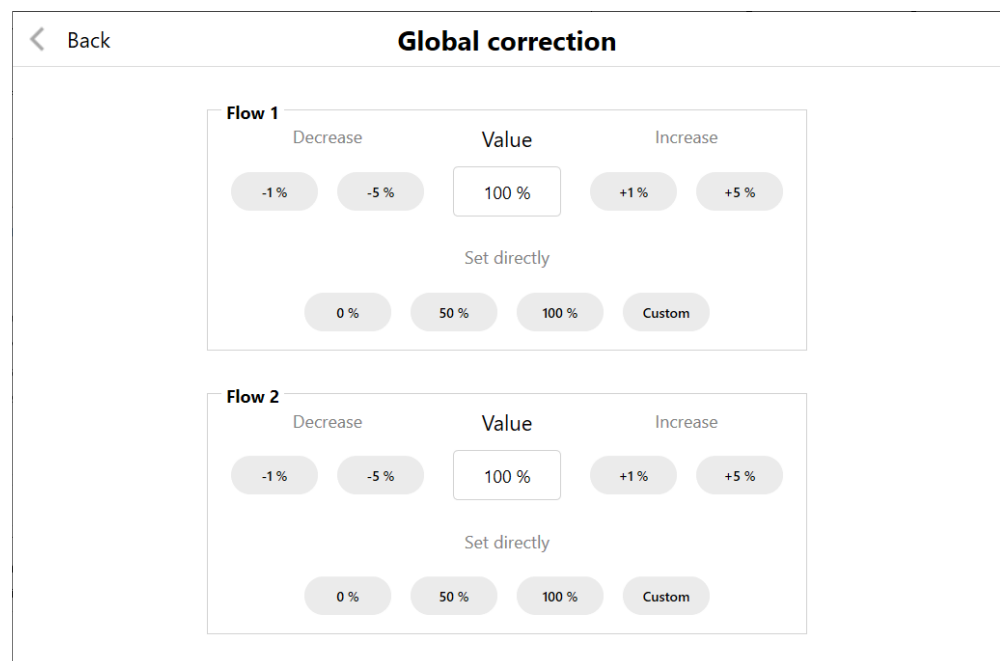 Back
Global correction
Flow 1
Decrease
Value
Increase
-1 %
-5 %
100 %
+1 %
+5 %
Set directly
0 %
50 %
100 %
Custom
Flow 2
Decrease
Value
Increase
-1 %
-5 %
100 %
+1 %
+5 %
Set directly
0 %
50 %
100 %
Custom